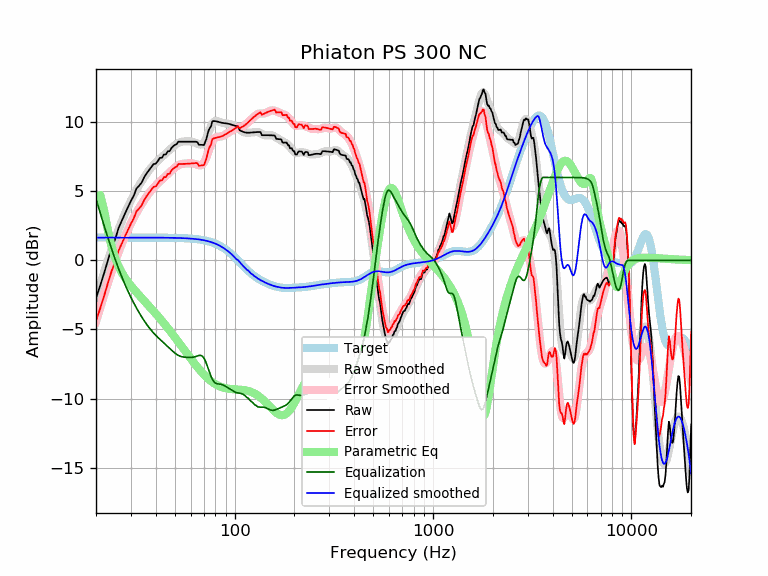 Phiaton PS 300 NC
Amplitude (dBr)
10
5
0
−5
−10
−15
Target
Raw Smoothed
Error Smoothed
Raw
Error
Parametric Eq
Equalization
Equalized smoothed
100
1000
10000
Frequency (Hz)